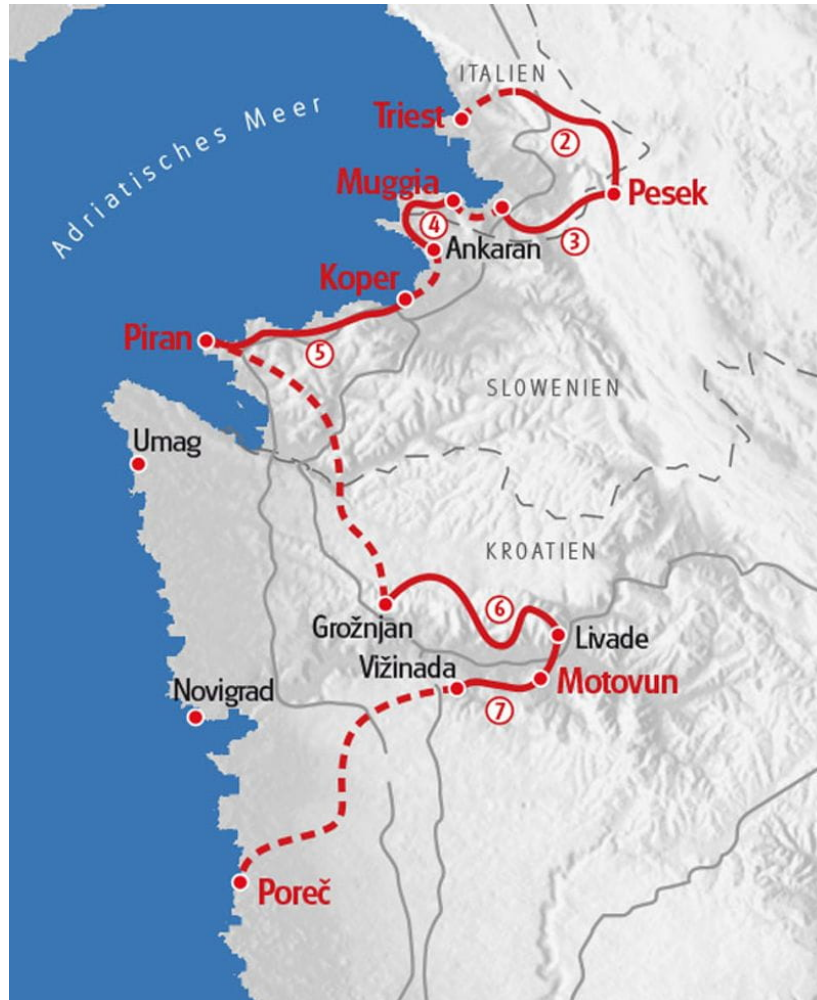 ITALIEN
Triest
Adriatisches Meer
②
Muggia
Pesek
④
③
Ankaran
Koper
Piran
⑤
SLOWENIEN
Umag
KROATIEN
⑥
Grožnjan
Livade
Vižinada
Motovun
Novigrad
⑦
Poreč